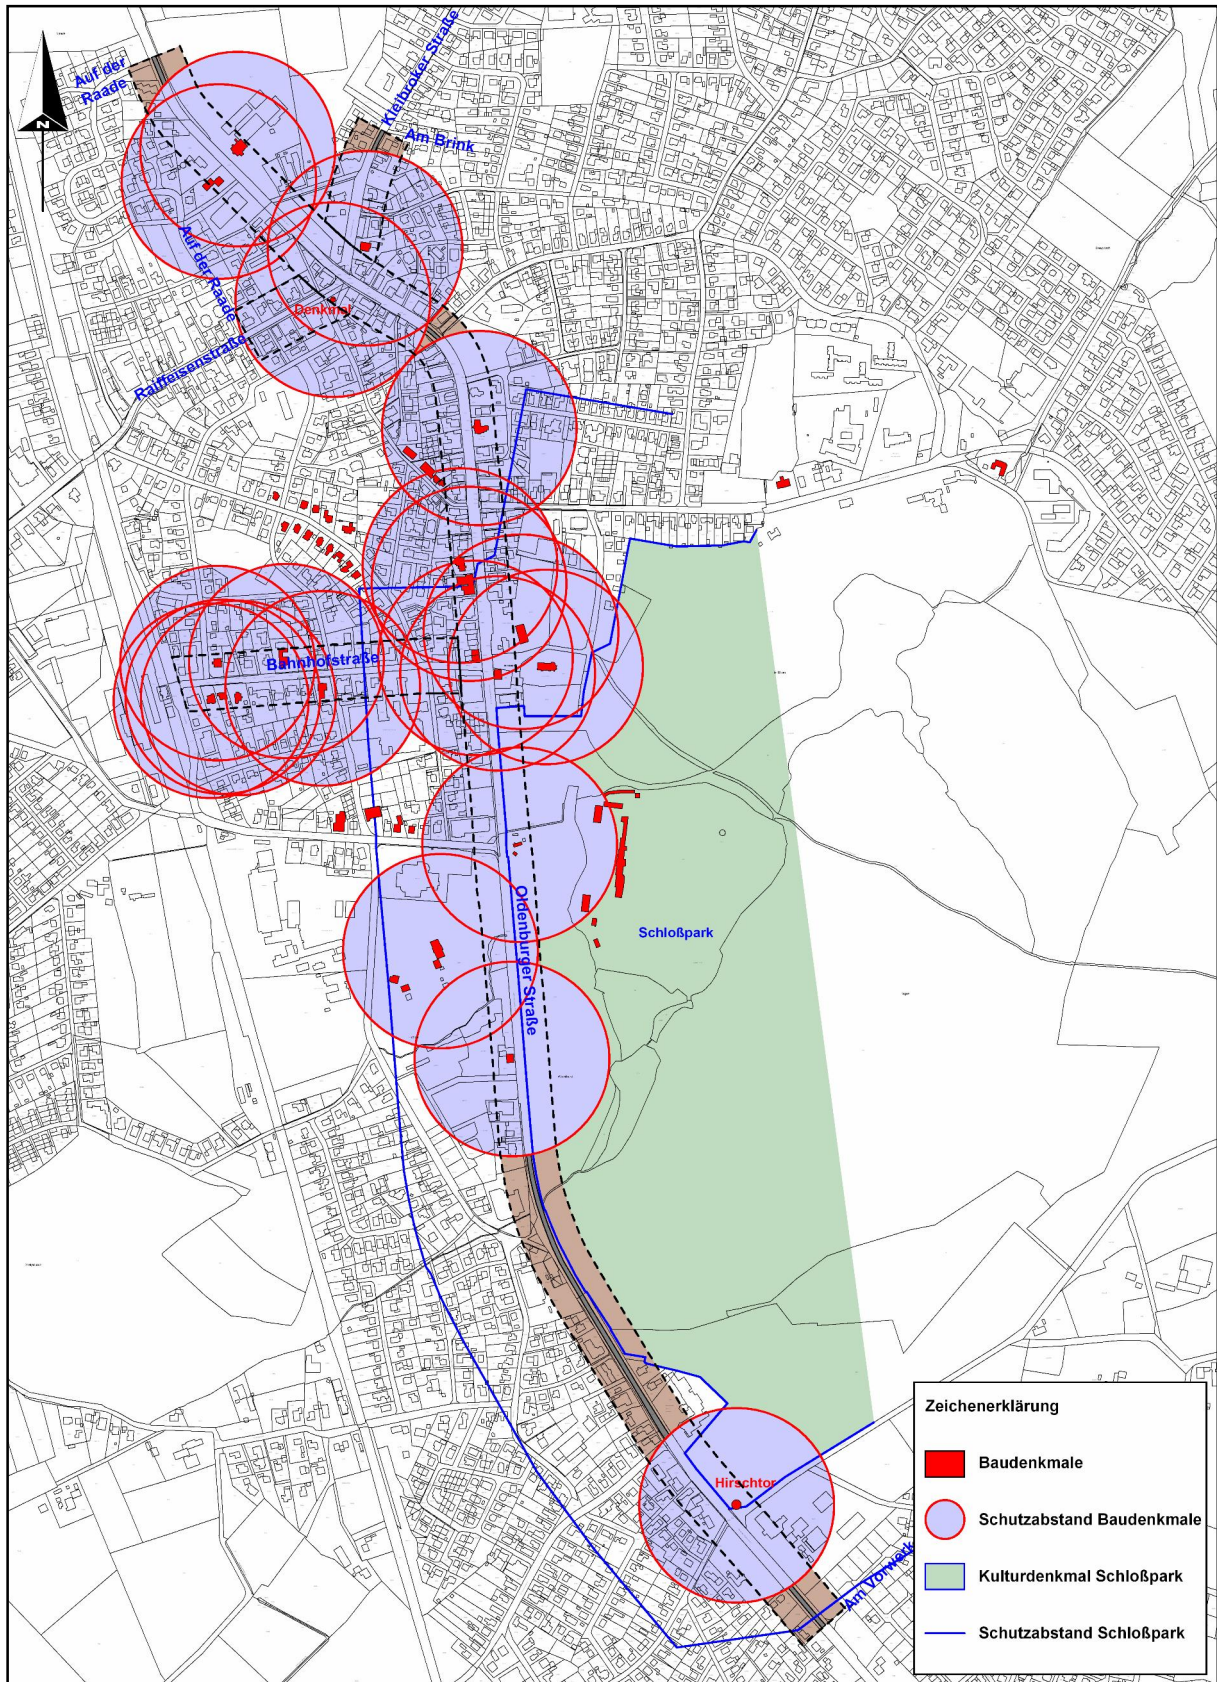 Auf der
Raade
Kleibroker Straße
Am Brink
N
Auf der Raade
Denkmal
Raiffeisenstraße
Bahnhofstraße
Oldenburger Straße
Schloßpark
Hirschtor
Am Vorwerk
Zeichenerklärung
Baudenkmale
Schutzabstand Baudenkmale
Kulturdenkmal Schloßpark
Schutzabstand Schloßpark